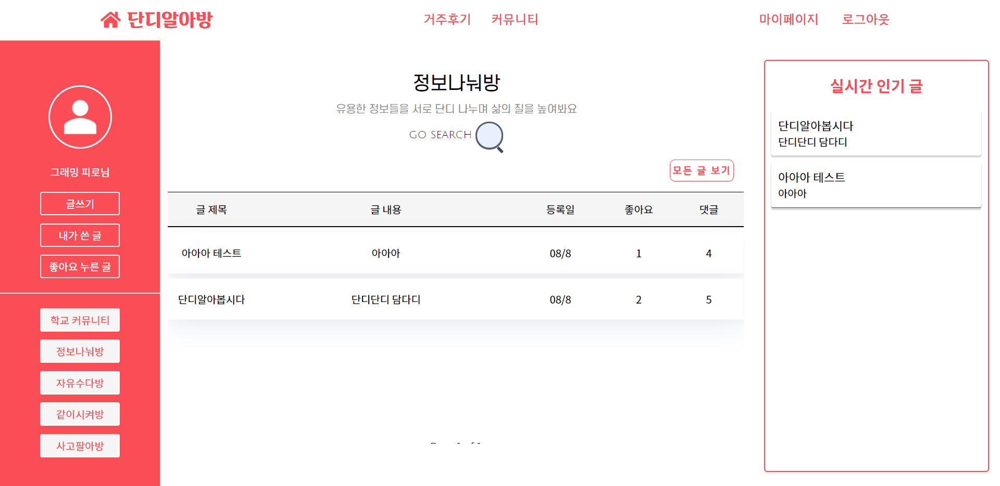 단디알아방
거주후기 커뮤니티
마이페이지 로그아웃
그래밍 피로님
글쓰기
내가 쓴 글
좋아요 누른 글
학교 커뮤니티
정보나눠방
자유수다방
같이시켜방
사고팔아방
정보나눠방
유용한 정보들을 서로 단디 나누며 삶의 질을 높여봐요
GO SEARCH
모든 글 보기
글 제목 글 내용 등록일 좋아요 댓글
아아아 테스트 아아아 08/8 1 4
단디알아봅시다 단디단디 담다디 08/8 2 5
실시간 인기 글
단디알아봅시다
단디단디 담다디
아아아 테스트
아아아